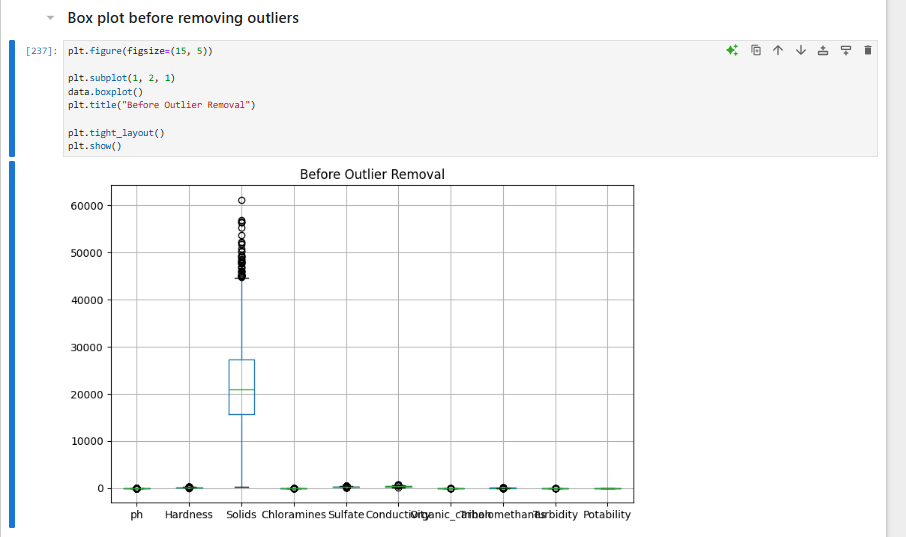 Box plot before removing outliers
[237]:
plt.figure(figsize=(15, 5))
plt.subplot(1, 2, 1)
data.boxplot()
plt.title("Before Outlier Removal")
plt.tight_layout()
plt.show()
Before Outlier Removal
60000
50000
40000
30000
20000
10000
0
ph Hardness Solids Chloramines Sulfate Conductivity Organic_carbon Trihalomethanes Turbidity Potability